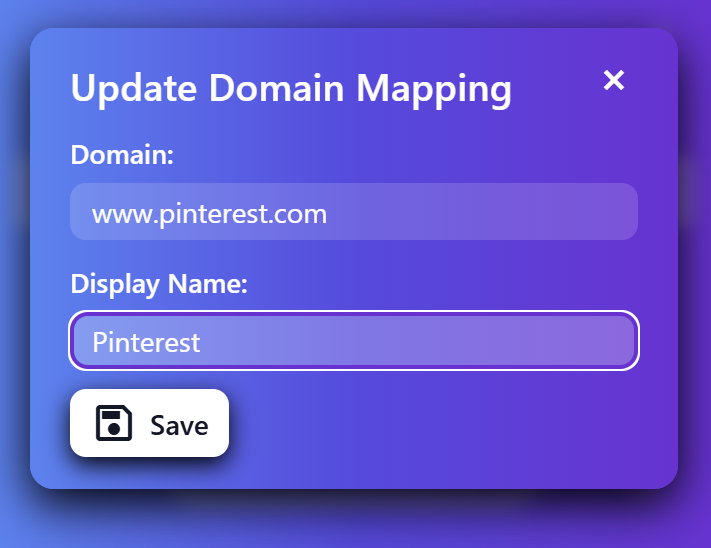 Update Domain Mapping
Domain:
www.pinterest.com
Display Name:
Pinterest
Save